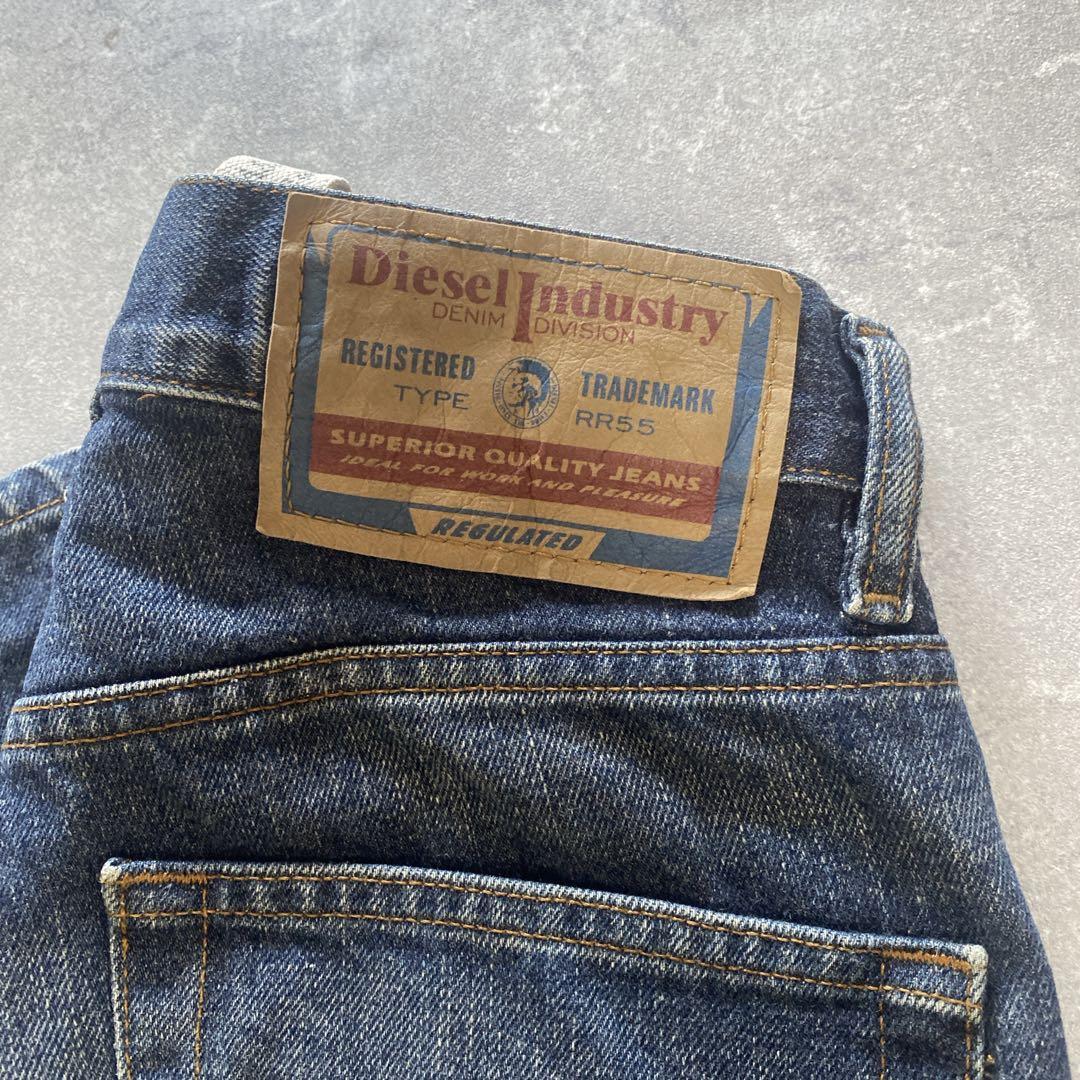 Diesel Industry
DENIM DIVISION
REGISTERED TRADEMARK
TYPE RR55
SUPERIOR QUALITY JEANS
IDEAL FOR WORK AND PLEASURE
REGULATED